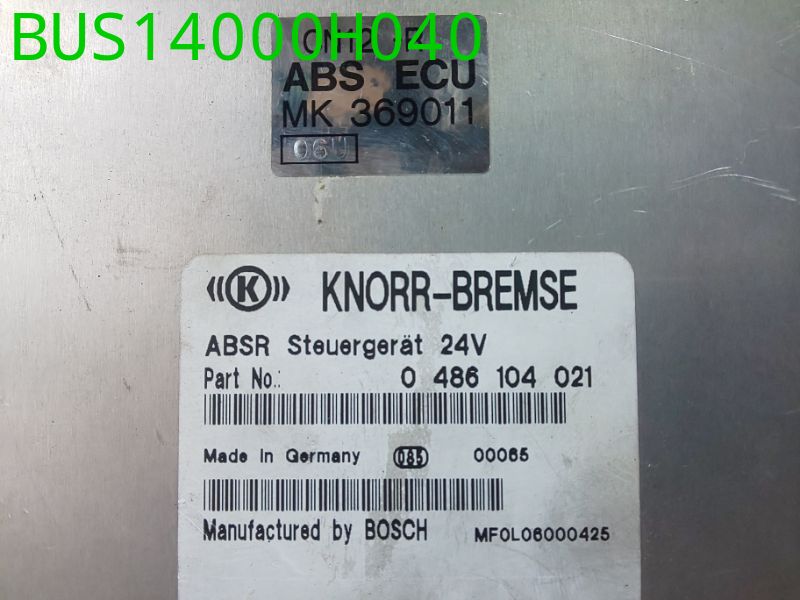 BUS14000H040
ABS ECU
MK 369011
06U
K KNORR-BREMSE
ABSR Steuergerät 24V
Part No.: 0 486 104 021
Made In Germany 085 00065
Manufactured by BOSCH MF0L06000425